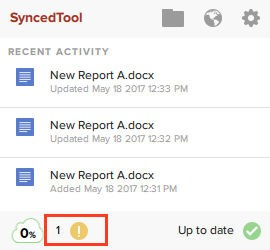 SyncedTool
RECENT ACTIVITY
New Report A.docx
Updated May 18 2017 12:33 PM
New Report A.docx
Updated May 18 2017 12:32 PM
New Report A.docx
Added May 18 2017 12:31 PM
0% 1 ! Up to date